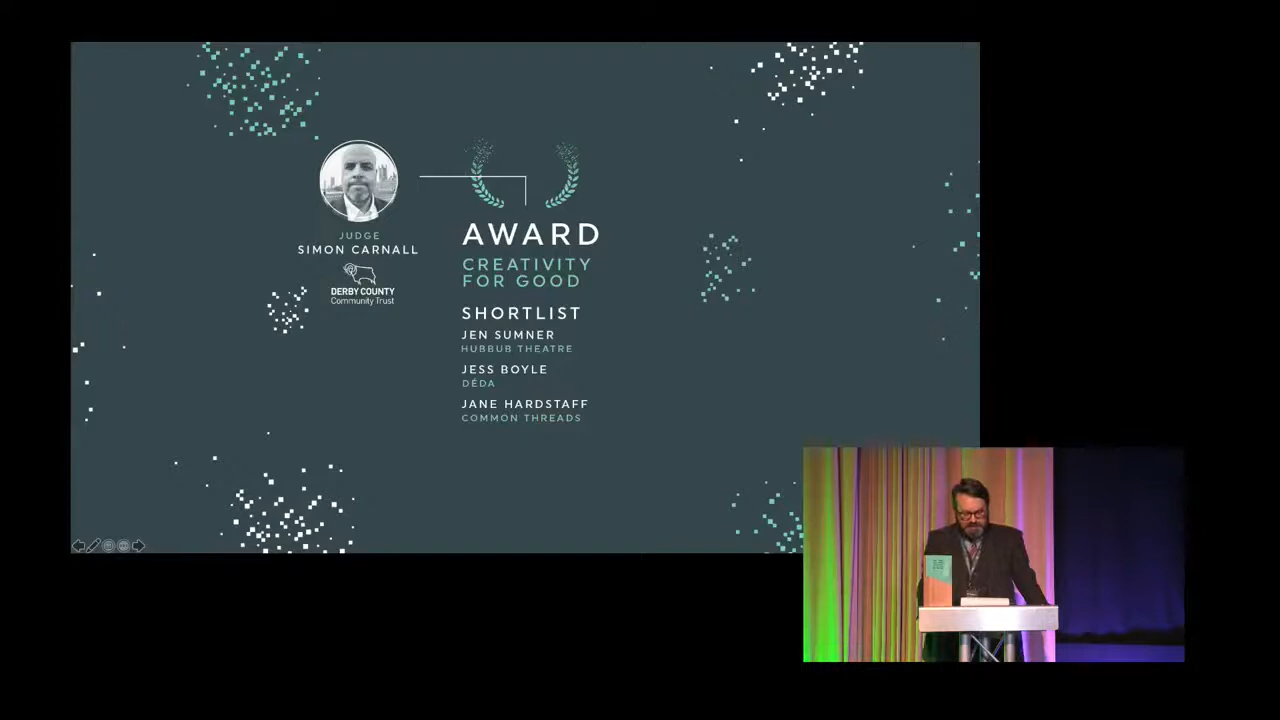 JUDGE
SIMON CARNALL
DERBY COUNTY
Community Trust
AWARD
CREATIVITY
FOR GOOD
SHORTLIST
JEN SUMNER
HUBBUB THEATRE
JESS BOYLE
DÉDA
JANE HARDSTAFF
COMMON THREADS